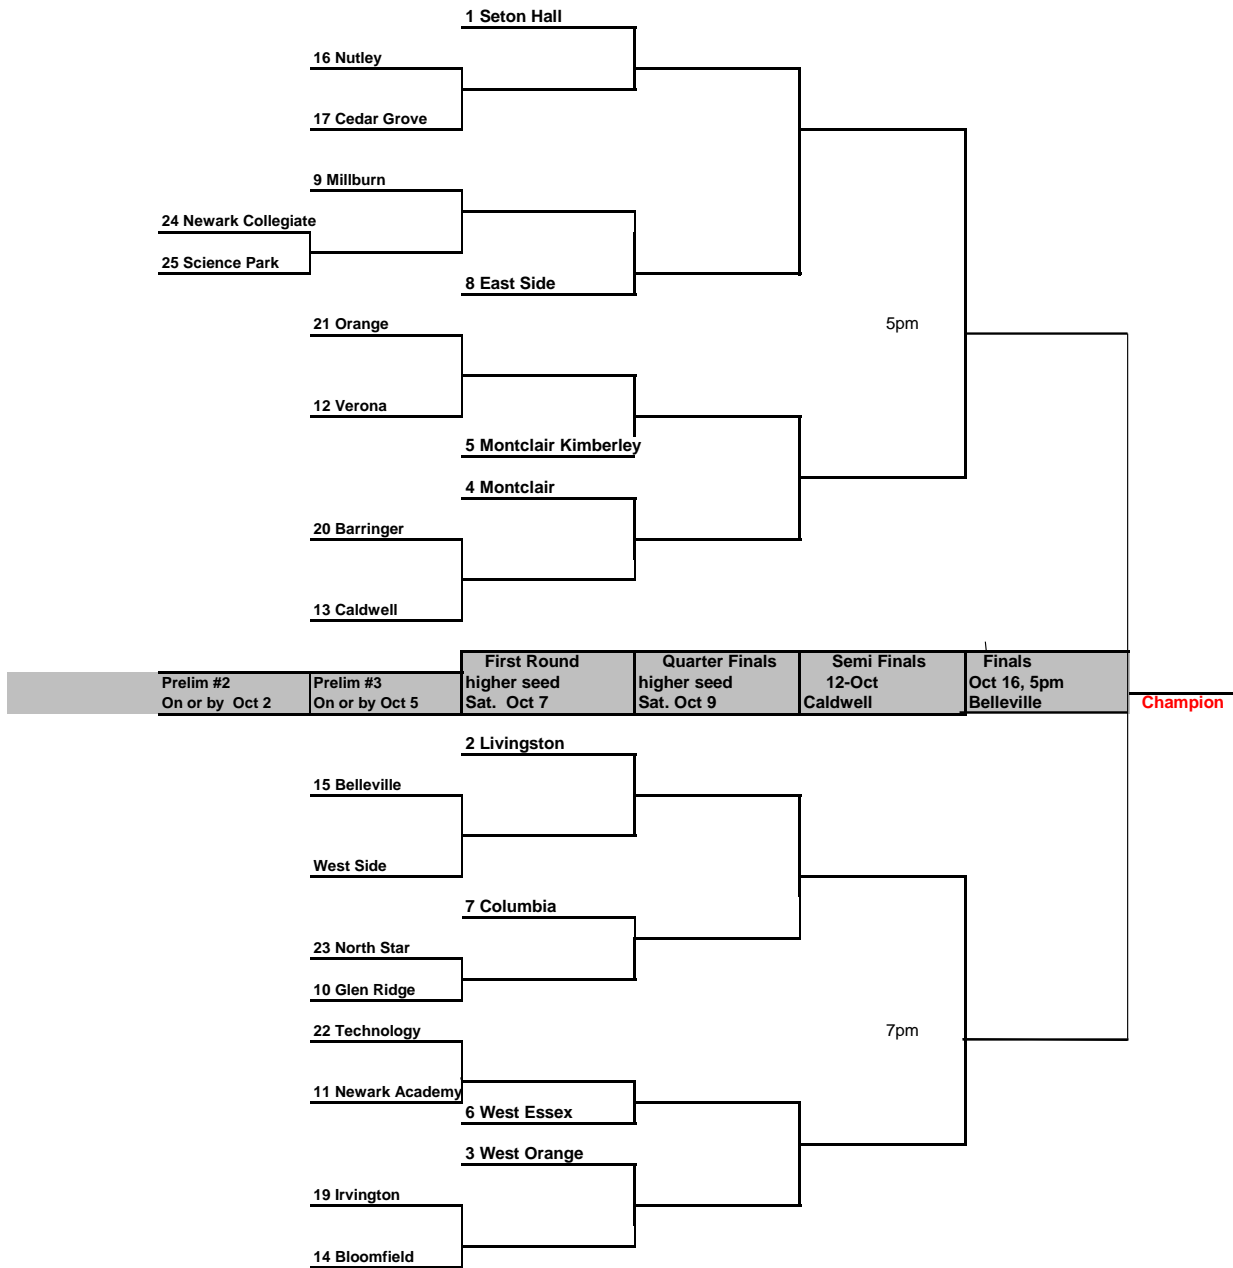 1 Seton Hall
16 Nutley
17 Cedar Grove
9 Millburn
24 Newark Collegiate
25 Science Park
8 East Side
21 Orange
5pm
12 Verona
5 Montclair Kimberley
4 Montclair
20 Barringer
13 Caldwell
First Round Quarter Finals Semi Finals Finals
Prelim #2 Prelim #3 higher seed higher seed 12-Oct Oct 16, 5pm
On or by Oct 2 On or by Oct 5 Sat. Oct 7 Sat. Oct 9 Caldwell Belleville Champion
2 Livingston
15 Belleville
West Side
7 Columbia
23 North Star
10 Glen Ridge
22 Technology
7pm
11 Newark Academy
6 West Essex
3 West Orange
19 Irvington
14 Bloomfield